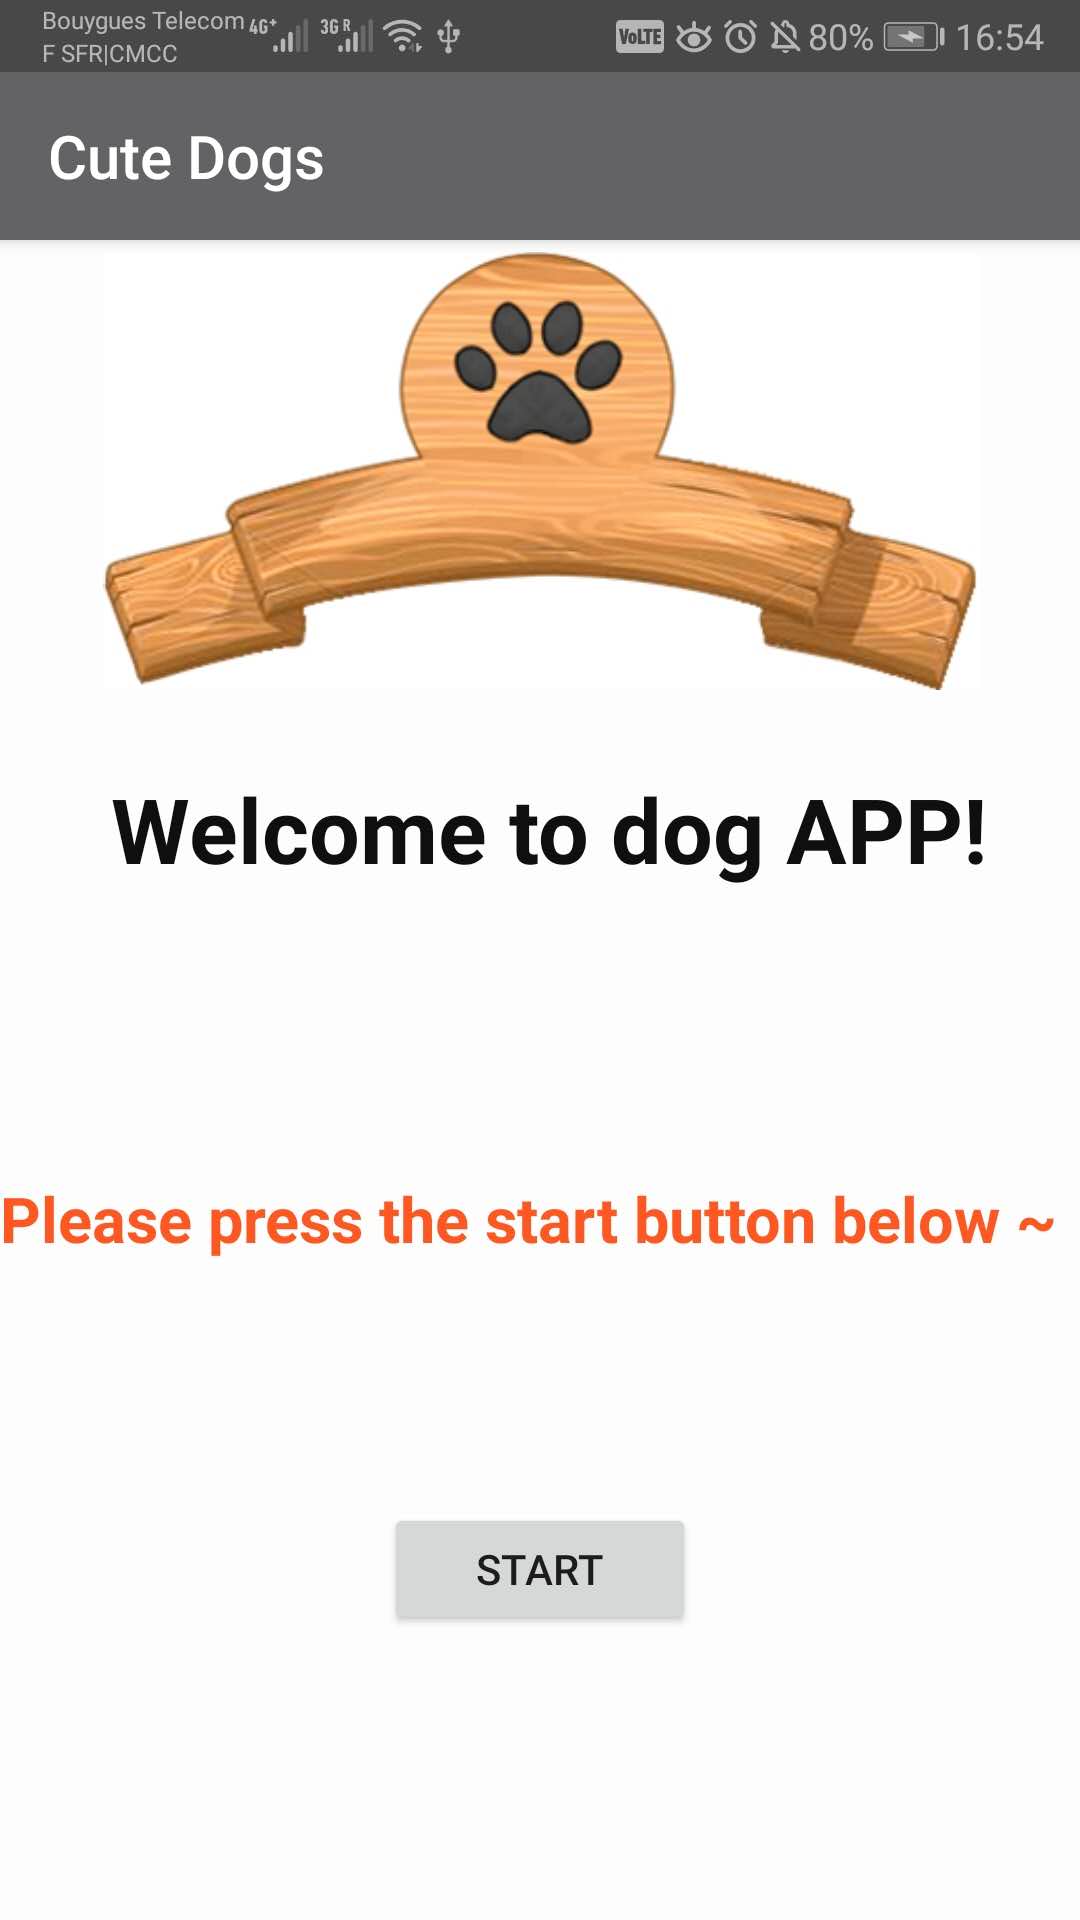 Bouygues Telecom 4G+ 3G R VoLTE 80% 16:54
F SFR|CMCC
Cute Dogs
Welcome to dog APP!
Please press the start button below ~
START